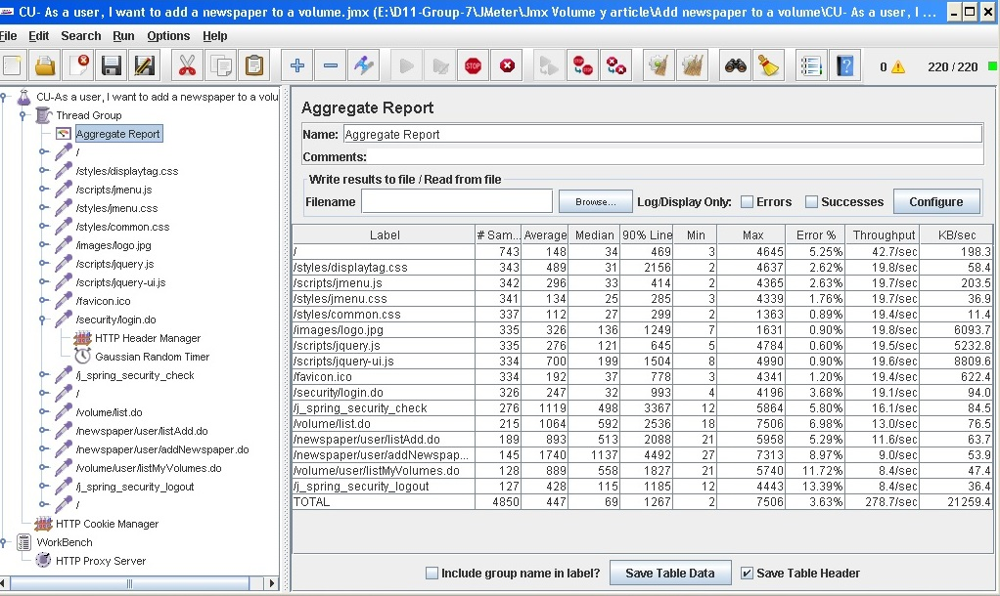 CU- As a user, I want to add a newspaper to a volume.jmx (E:\D11-Group-7\JMeter\Jmx Volume y article\Add newspaper to a volume\CU- As a user, I ...
File Edit Search Run Options Help
STOP
0 220 / 220
CU-As a user, I want to add a newspaper to a volu
Thread Group
Aggregate Report
/
/styles/displaytag.css
/scripts/jmenu.js
/styles/jmenu.css
/styles/common.css
/images/logo.jpg
/scripts/jquery.js
/scripts/jquery-ui.js
/favicon.ico
/security/login.do
HTTP Header Manager
Gaussian Random Timer
/j_spring_security_check
/
/volume/list.do
/newspaper/user/listAdd.do
/newspaper/user/addNewspaper.do
/volume/user/listMyVolumes.do
/j_spring_security_logout
/
HTTP Cookie Manager
WorkBench
HTTP Proxy Server
Aggregate Report
Name: Aggregate Report
Comments:
Write results to file / Read from file
Filename Browse... Log/Display Only: Errors Successes Configure
Label # Sam... Average Median 90% Line Min Max Error % Throughput KB/sec
/ 743 148 34 469 3 4645 5.25% 42.7/sec 198.3
/styles/displaytag.css 343 489 31 2156 2 4637 2.62% 19.8/sec 58.4
/scripts/jmenu.js 342 296 33 414 2 4365 2.63% 19.7/sec 203.5
/styles/jmenu.css 341 134 25 285 3 4339 1.76% 19.7/sec 36.9
/styles/common.css 337 112 27 299 2 1363 0.89% 19.4/sec 11.4
/images/logo.jpg 335 326 136 1249 7 1631 0.90% 19.8/sec 6093.7
/scripts/jquery.js 335 276 121 645 5 4784 0.60% 19.5/sec 5232.8
/scripts/jquery-ui.js 334 700 199 1504 8 4990 0.90% 19.6/sec 8809.6
/favicon.ico 334 192 37 778 3 4341 1.20% 19.4/sec 622.4
/security/login.do 326 247 32 993 4 4196 3.68% 19.1/sec 94.0
/j_spring_security_check 276 1119 498 3367 12 5864 5.80% 16.1/sec 84.5
/volume/list.do 215 1064 592 2536 18 7506 6.98% 13.0/sec 76.5
/newspaper/user/listAdd.do 189 893 513 2088 21 5958 5.29% 11.6/sec 63.7
/newspaper/user/addNewspap... 145 1740 1137 4492 27 7313 8.97% 9.0/sec 53.9
/volume/user/listMyVolumes.do 128 889 558 1827 21 5740 11.72% 8.4/sec 47.4
/j_spring_security_logout 127 428 115 1185 12 4443 13.39% 8.4/sec 36.4
TOTAL 4850 447 69 1267 2 7506 3.63% 278.7/sec 21259.4
Include group name in label? Save Table Data Save Table Header